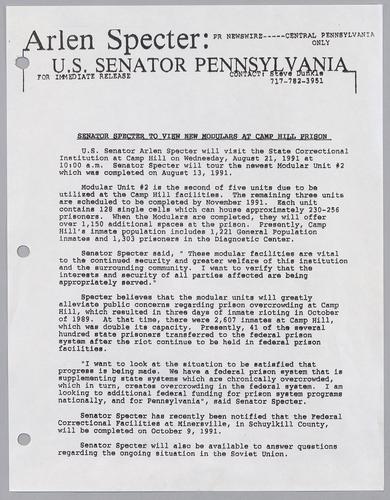 Arlen Specter: PR NEWSWIRE-----CENTRAL PENNSYLVANIA
ONLY
U.S. SENATOR PENNSYLVANIA
FOR IMMEDIATE RELEASE
CONTACT: Steve Dunkle
717-782-3951
SENATOR SPECTER TO VIEW NEW MODULARS AT CAMP HILL PRISON
U.S. Senator Arlen Specter will visit the State Correctional
Institution at Camp Hill on Wednesday, August 21, 1991 at
10:00 a.m. Senator Specter will tour the newest Modular Unit #2
which was completed on August 13, 1991.
Modular Unit #2 is the second of five units due to be
utilized at the Camp Hill facilities. The remaining three units
are scheduled to be completed by November 1991. Each unit
contains 128 single cells which can house approximately 230-256
prisoners. When the Modulars are completed, they will offer
over 1,150 additional spaces at the prison. Presently, Camp
Hill's inmate population includes 1,221 General Population
inmates and 1,303 prisoners in the Diagnostic Center.
Senator Specter said, " These modular facilities are vital
to the continued security and greater welfare of this institution
and the surrounding community. I want to verify that the
interests and security of all parties affected are being
appropriately served."
Specter believes that the modular units will greatly
alleviate public concerns regarding prison overcrowding at Camp
Hill, which resulted in three days of inmate rioting in October
of 1989. At that time, there were 2,607 inmates at Camp Hill,
which was double its capacity. Presently, 41 of the several
hundred state prisoners transferred to the federal prison
system after the riot continue to be held in federal prison
facilities.
"I want to look at the situation to be satisfied that
progress is being made. We have a federal prison system that is
supplementing state systems which are chronically overcrowded,
which in turn, creates overcrowding in the federal system. I am
looking to additional federal funding for prison system programs
nationally, and for Pennsylvania", said Senator Specter.
Senator Specter has recently been notified that the Federal
Correctional Facilities at Minersville, in Schuylkill County,
will be completed on October 9, 1991.
Senator Specter will also be available to answer questions
regarding the ongoing situation in the Soviet Union.